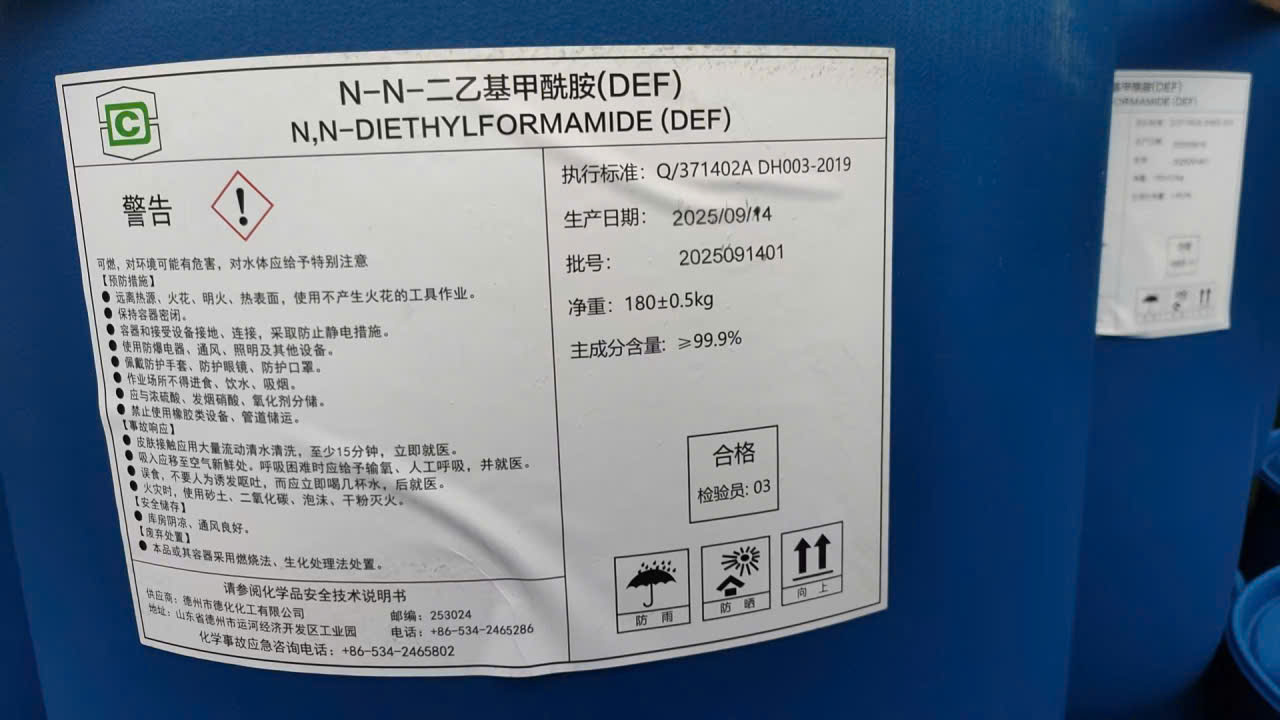 N-N-二乙基甲酰胺(DEF)
N,N-DIETHYLFORMAMIDE (DEF)
C
警告
!
可燃，对环境可能有危害，对水体应给予特别注意
【预防措施】
● 远离热源、火花、明火、热表面，使用不产生火花的工具作业。
● 保持容器密闭。
● 容器和接受设备接地、连接，采取防止静电措施。
● 使用防爆电器、通风、照明及其他设备。
● 佩戴防护手套、防护眼镜、防护口罩。
● 作业场所不得进食、饮水、吸烟。
● 应与浓硫酸、发烟硝酸、氧化剂分储。
● 禁止使用橡胶类设备、管道储运。
【事故响应】
● 皮肤接触应用大量流动清水清洗，至少15分钟，立即就医。
● 吸入应移至空气新鲜处。呼吸困难时应给予输氧、人工呼吸，并就医。
● 误食，不要人为诱发呕吐，而应立即喝几杯水，后就医。
● 火灾时，使用砂土、二氧化碳、泡沫、干粉灭火。
【安全储存】
● 库房阴凉、通风良好。
【废弃处置】
● 本品或其容器采用燃烧法、生化处理法处置。
请参阅化学品安全技术说明书
供应商：德州市德化化工有限公司 邮编：253024
地址：山东省德州市运河经济开发区工业园 电话：+86-534-2465286
化学事故应急咨询电话：+86-534-2465802
执行标准：Q/371402A DH003-2019
生产日期： 2025/09/14
批号： 2025091401
净重：180±0.5kg
主成分含量: ≥99.9%
合格
检验员: 03
防 雨
防 晒
向 上
基甲酰胺(DEF)
FORMAMIDE (DEF)